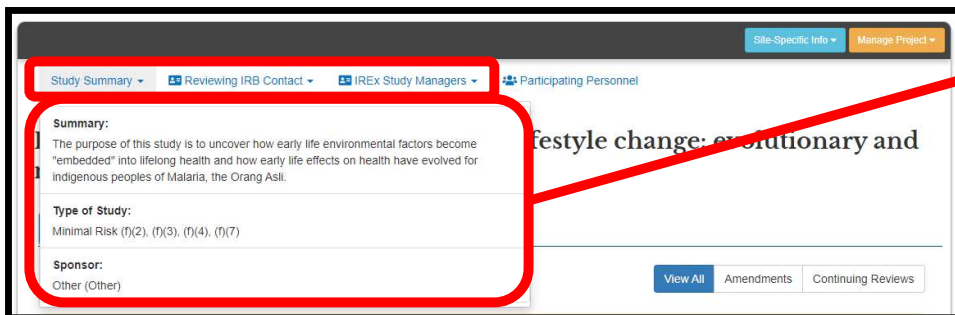 Site-Specific Info
Manage Project
Study Summary
Reviewing IRB Contact
IREx Study Managers
Participating Personnel
festyle change: evolutionary and
Summary:
The purpose of this study is to uncover how early life environmental factors become
"embedded" into lifelong health and how early life effects on health have evolved for
indigenous peoples of Malaria, the Orang Asli.
Type of Study:
Minimal Risk (f)(2), (f)(3), (f)(4), (f)(7)
Sponsor:
Other (Other)
View All
Amendments
Continuing Reviews